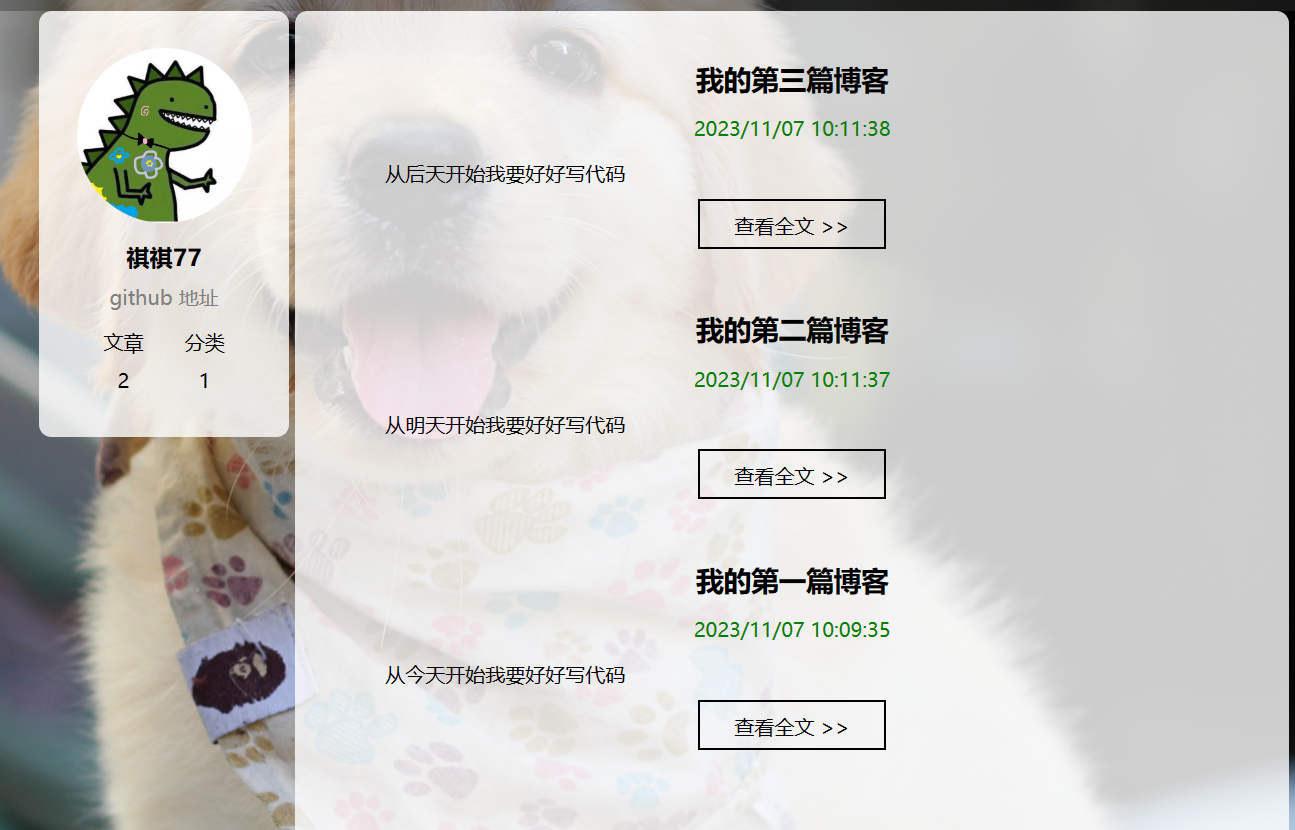 祺祺77
github 地址
文章 分类
2 1
我的第三篇博客
2023/11/07 10:11:38
从后天开始我要好好写代码
查看全文 >>
我的第二篇博客
2023/11/07 10:11:37
从明天开始我要好好写代码
查看全文 >>
我的第一篇博客
2023/11/07 10:09:35
从今天开始我要好好写代码
查看全文 >>